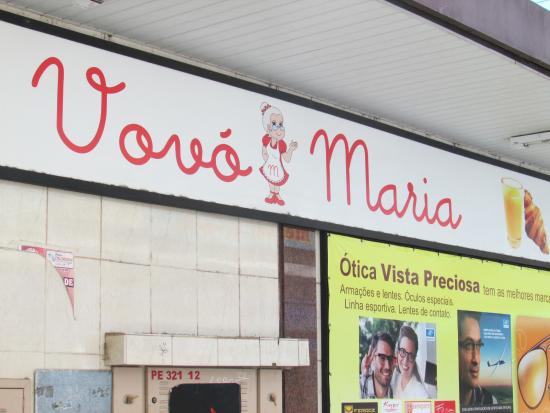 Vovó Maria
m
Ótica Vista Preciosa tem as melhores marca
Armações e lentes. Óculos especiais.
Linha esportiva. Lentes de contato.
PE 321 12